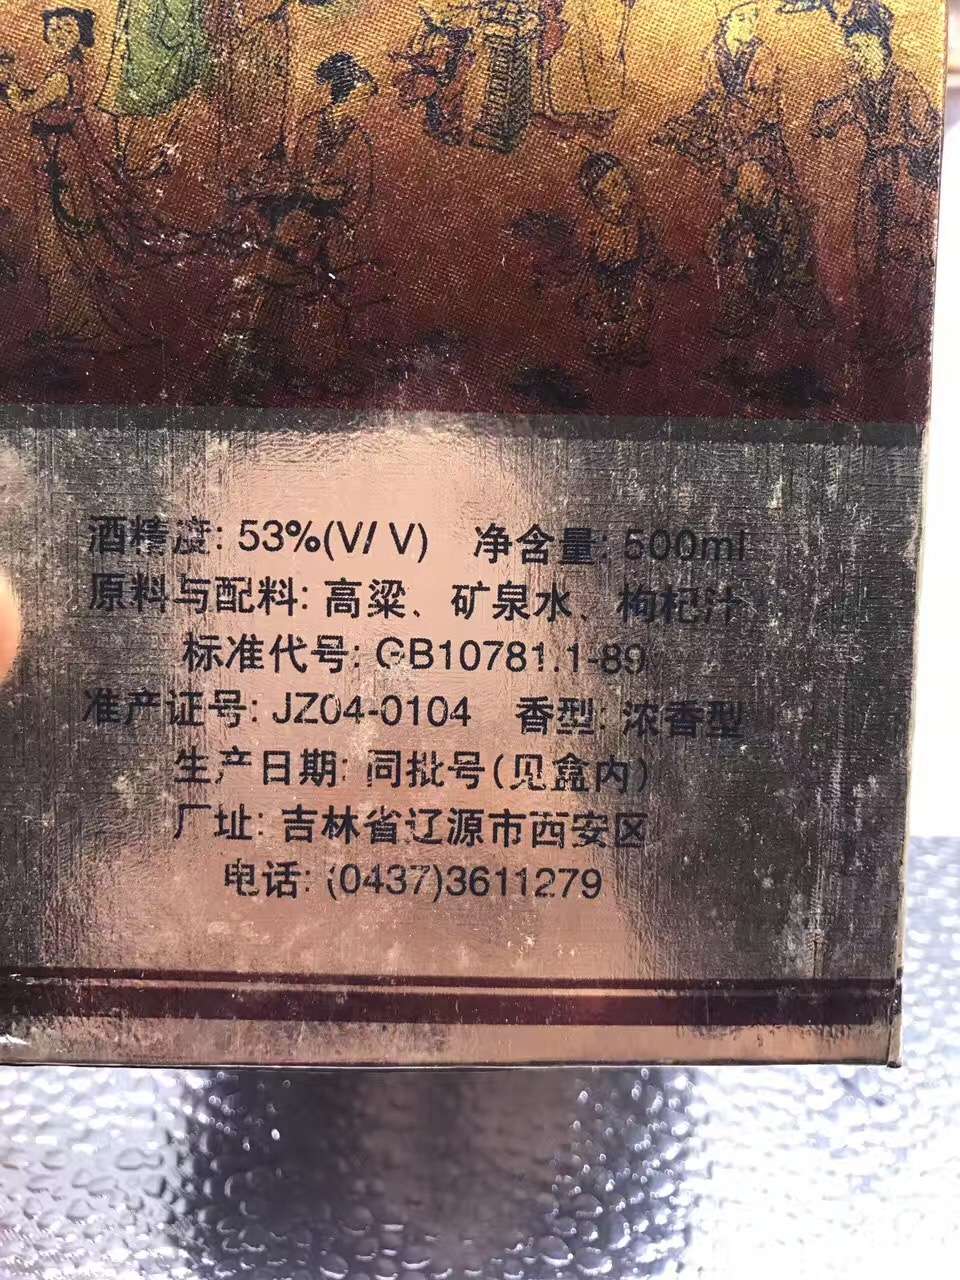 酒精度: 53%(V/V) 净含量: 500ml
原料与配料: 高粱、矿泉水、枸杞汁
标准代号: GB10781.1-89
准产证号: JZ04-0104 香型: 浓香型
生产日期: 同批号(见盒内)
厂址: 吉林省辽源市西安区
电话: (0437)3611279